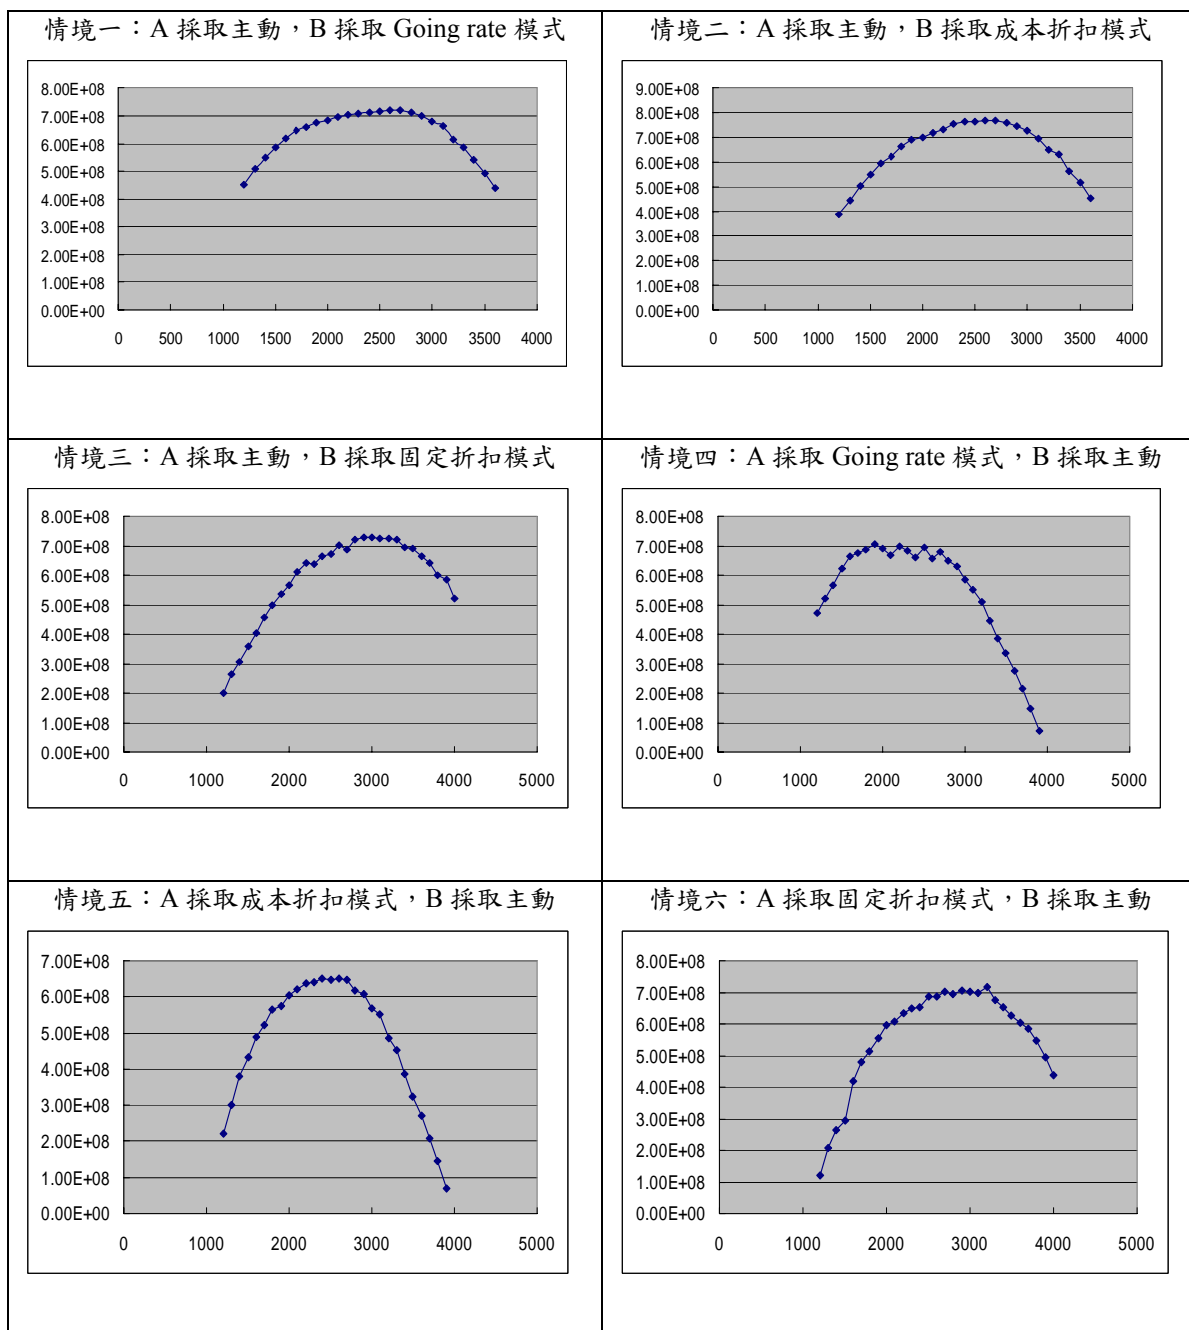 情境一：A 採取主動，B 採取 Going rate 模式
8.00E+08
7.00E+08
6.00E+08
5.00E+08
4.00E+08
3.00E+08
2.00E+08
1.00E+08
0.00E+00
0 500 1000 1500 2000 2500 3000 3500 4000
情境二：A 採取主動，B 採取成本折扣模式
9.00E+08
8.00E+08
7.00E+08
6.00E+08
5.00E+08
4.00E+08
3.00E+08
2.00E+08
1.00E+08
0.00E+00
0 500 1000 1500 2000 2500 3000 3500 4000
情境三：A 採取主動，B 採取固定折扣模式
8.00E+08
7.00E+08
6.00E+08
5.00E+08
4.00E+08
3.00E+08
2.00E+08
1.00E+08
0.00E+00
0 1000 2000 3000 4000 5000
情境四：A 採取 Going rate 模式，B 採取主動
8.00E+08
7.00E+08
6.00E+08
5.00E+08
4.00E+08
3.00E+08
2.00E+08
1.00E+08
0.00E+00
0 1000 2000 3000 4000 5000
情境五：A 採取成本折扣模式，B 採取主動
7.00E+08
6.00E+08
5.00E+08
4.00E+08
3.00E+08
2.00E+08
1.00E+08
0.00E+00
0 1000 2000 3000 4000 5000
情境六：A 採取固定折扣模式，B 採取主動
8.00E+08
7.00E+08
6.00E+08
5.00E+08
4.00E+08
3.00E+08
2.00E+08
1.00E+08
0.00E+00
0 1000 2000 3000 4000 5000